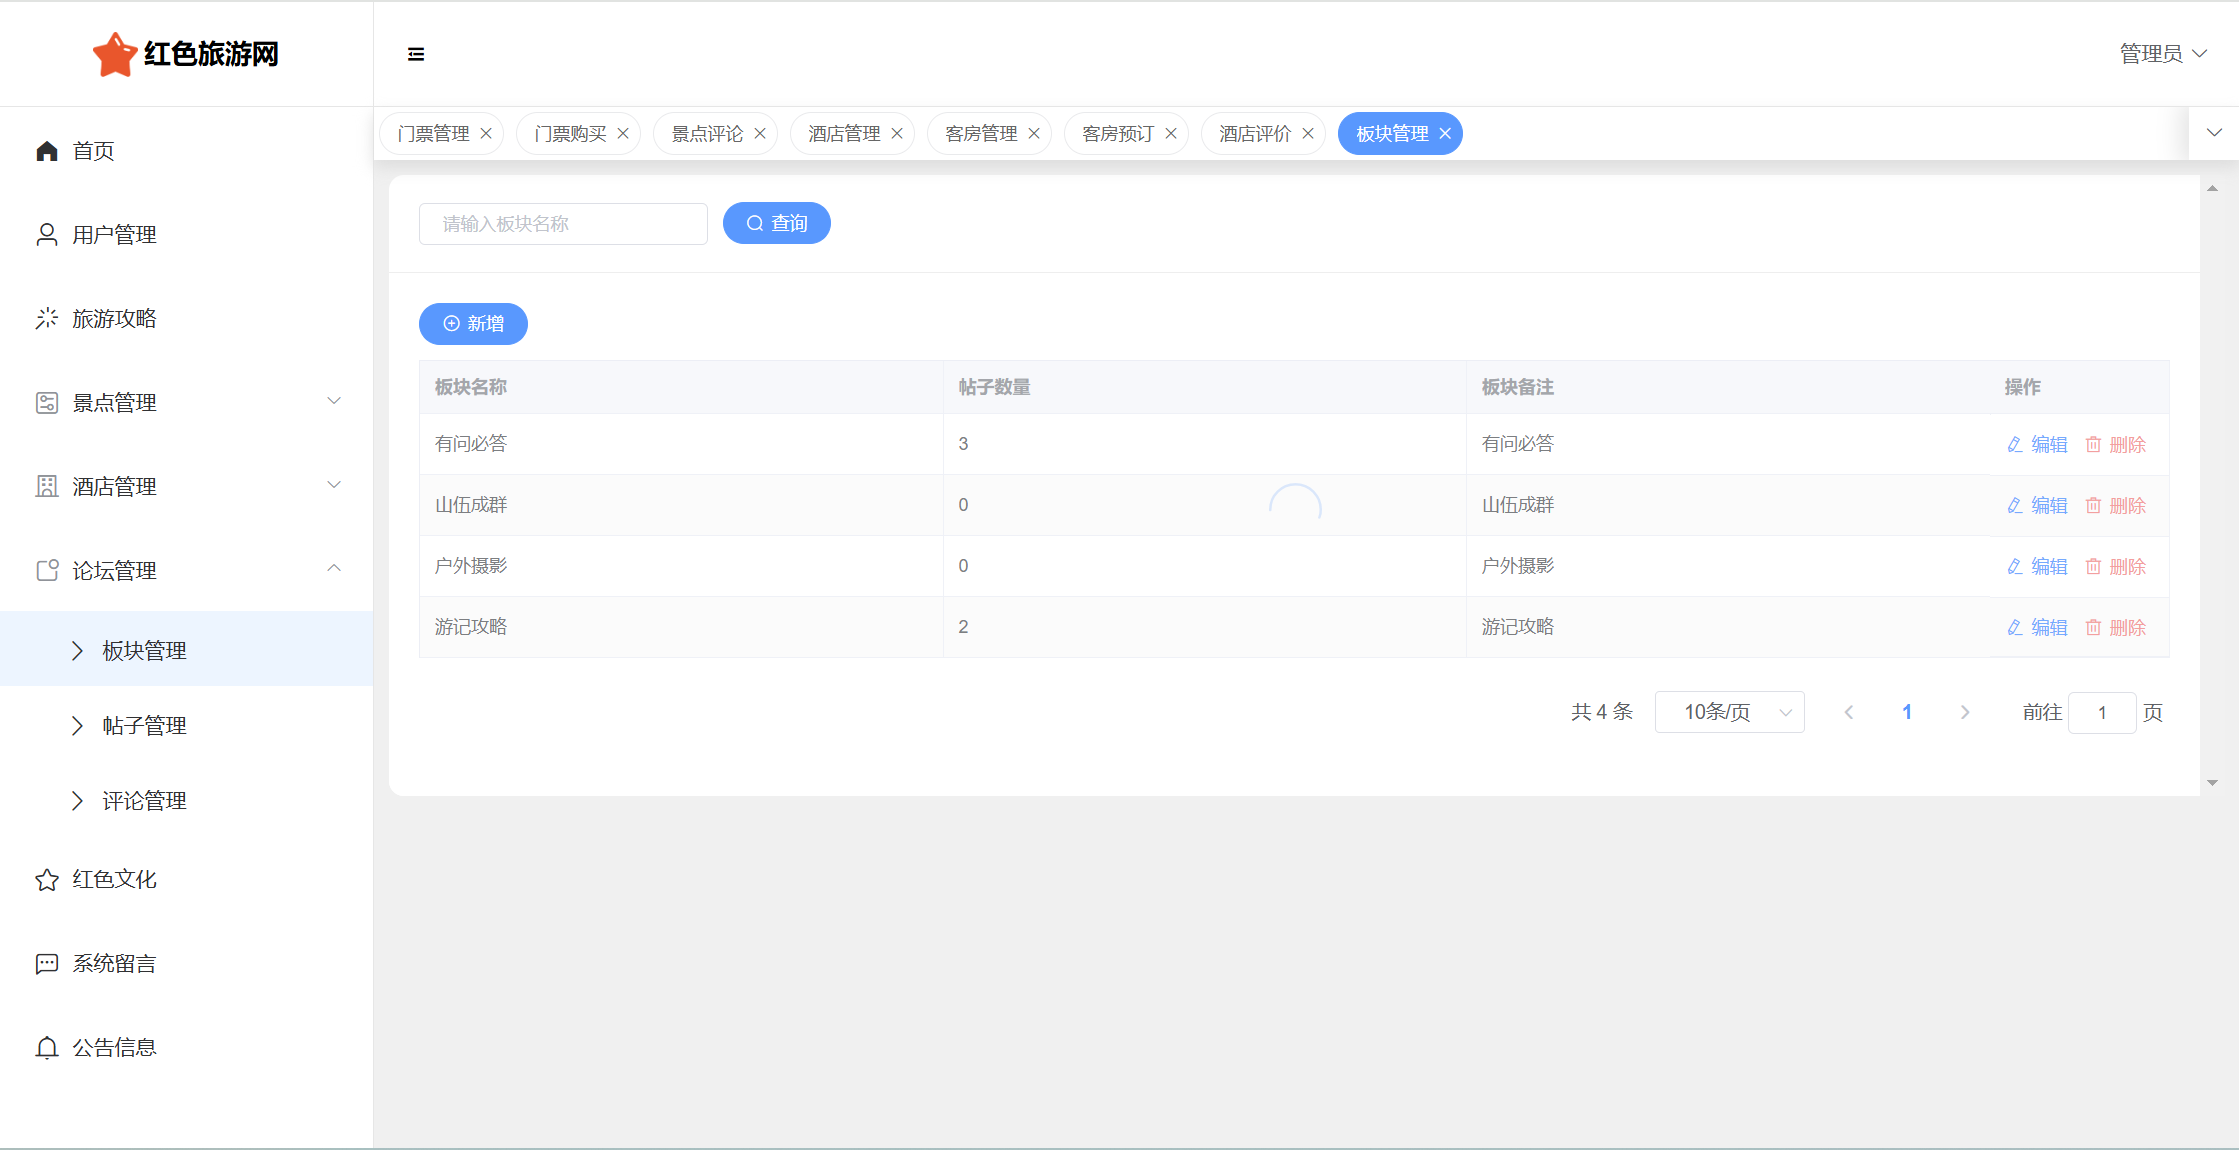 红色旅游网
管理员
首页
用户管理
旅游攻略
景点管理
酒店管理
论坛管理
板块管理
帖子管理
评论管理
红色文化
系统留言
公告信息
门票管理 门票购买 景点评论 酒店管理 客房管理 客房预订 酒店评价 板块管理
请输入板块名称 查询
新增
板块名称 帖子数量 板块备注 操作
有问必答 3 有问必答 编辑 删除
山伍成群 0 山伍成群 编辑 删除
户外摄影 0 户外摄影 编辑 删除
游记攻略 2 游记攻略 编辑 删除
共 4 条 10条/页 1 前往 1 页